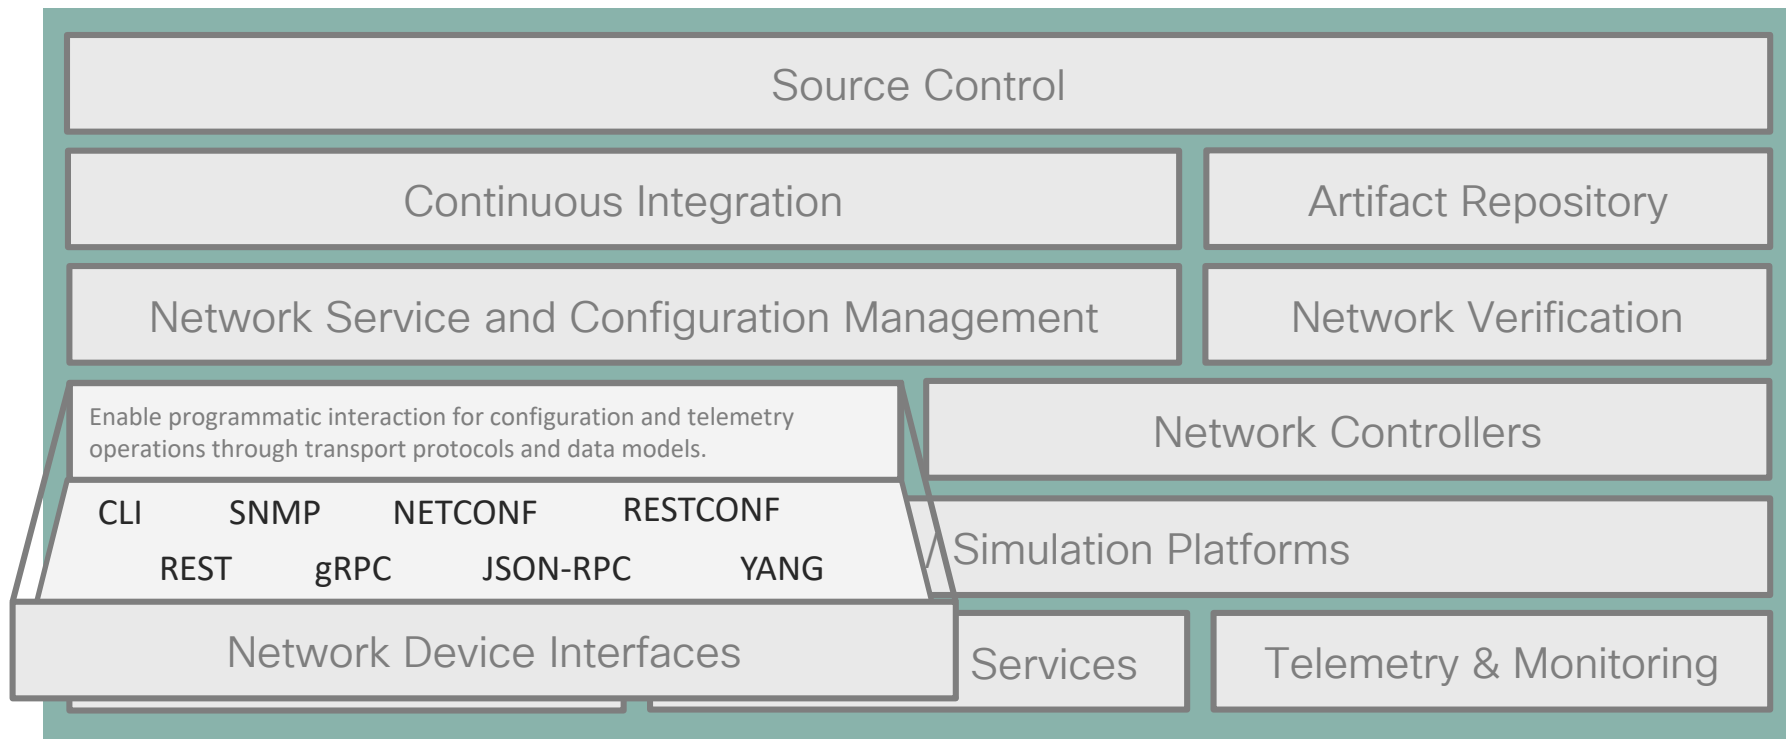 Source Control
Continuous Integration
Artifact Repository
Network Service and Configuration Management
Network Verification
Enable programmatic interaction for configuration and telemetry
operations through transport protocols and data models.
Network Controllers
CLI SNMP NETCONF RESTCONF
REST gRPC JSON-RPC YANG
/ Simulation Platforms
Network Device Interfaces
Services
Telemetry & Monitoring